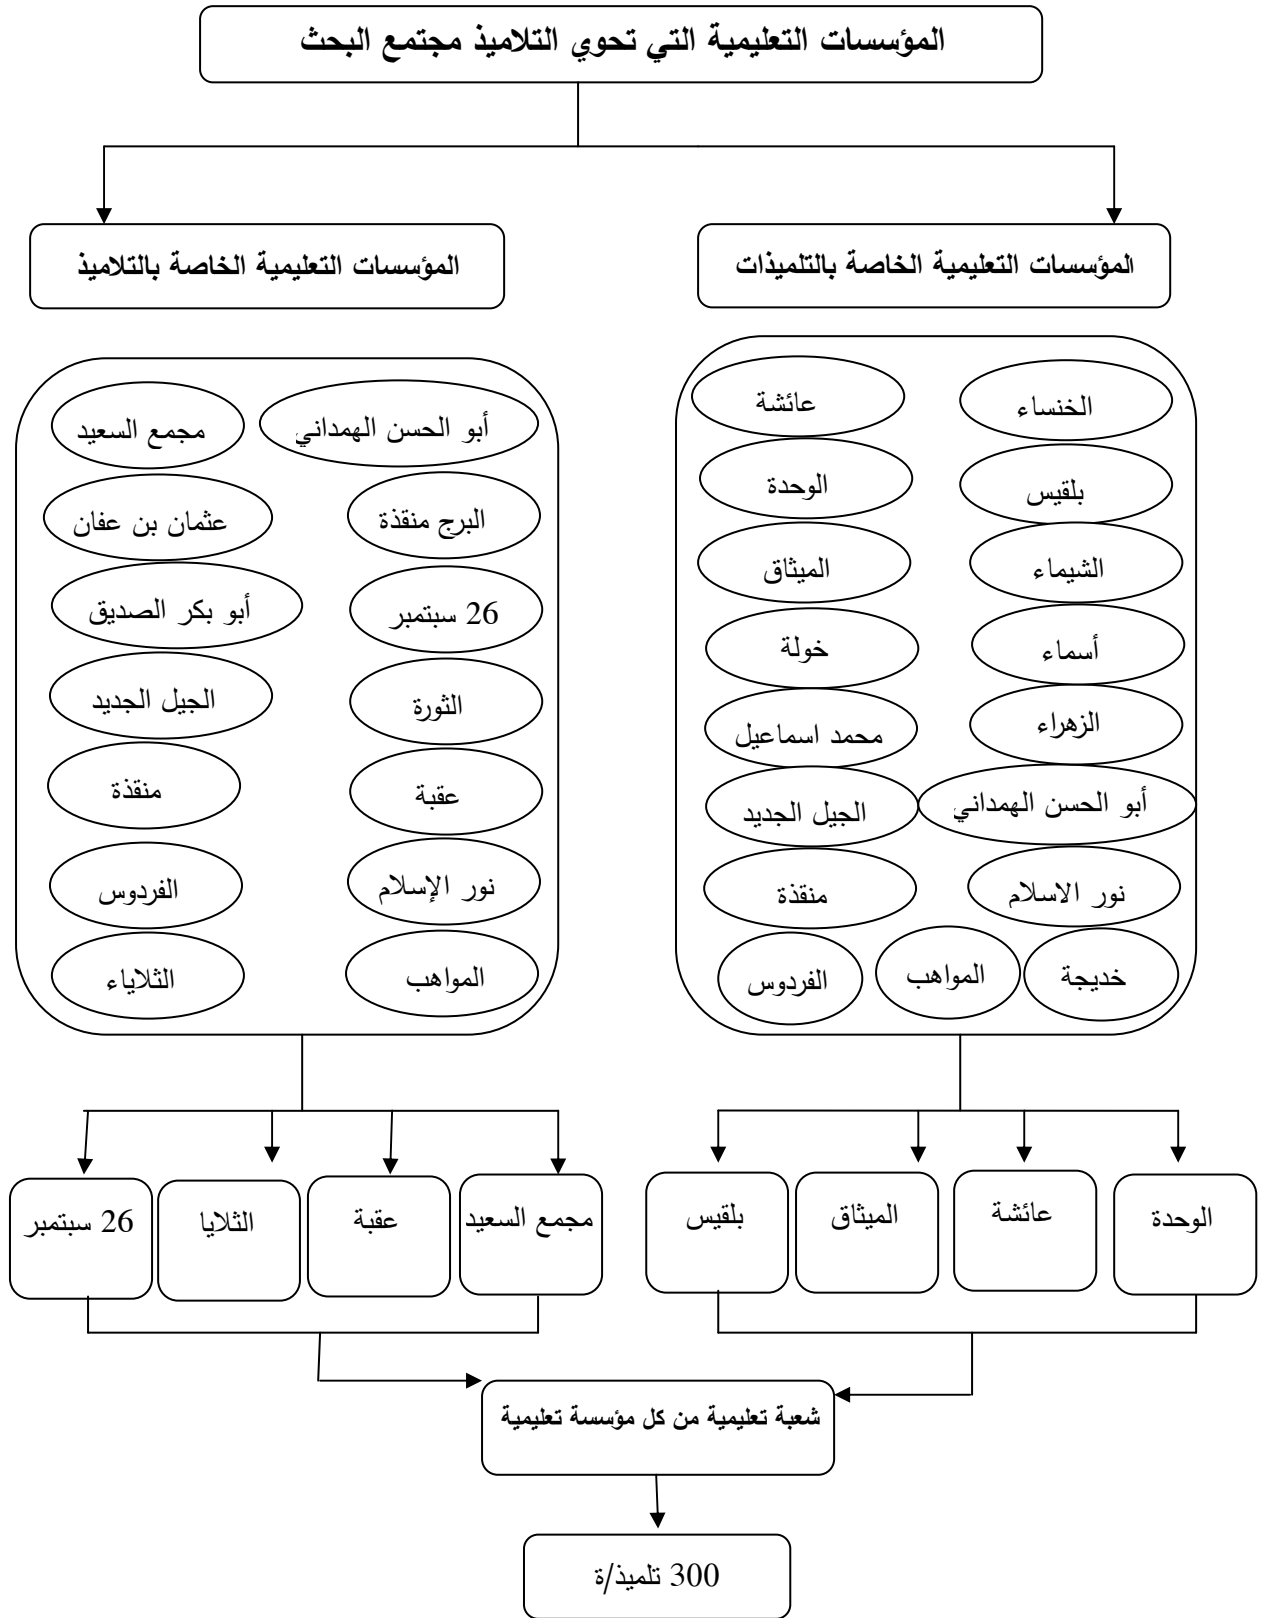 المؤسسات التعليمية التي تحوي التلاميذ مجتمع البحث
المؤسسات التعليمية الخاصة بالتلميذات
المؤسسات التعليمية الخاصة بالتلاميذ
الخنساء
عائشة
بلقيس
الوحدة
الشيماء
الميثاق
أسماء
خولة
الزهراء
محمد اسماعيل
أبو الحسن الهمداني
الجيل الجديد
نور الاسلام
منقذة
خديجة
المواهب
الفردوس
أبو الحسن الهمداني
مجمع السعيد
البرج منقذة
عثمان بن عفان
26 سبتمبر
أبو بكر الصديق
الثورة
الجيل الجديد
عقبة
منقذة
نور الإسلام
الفردوس
المواهب
الثلاياء
الوحدة
عائشة
الميثاق
بلقيس
مجمع السعيد
عقبة
الثلايا
26 سبتمبر
شعبة تعليمية من كل مؤسسة تعليمية
300 تلميذ/ة